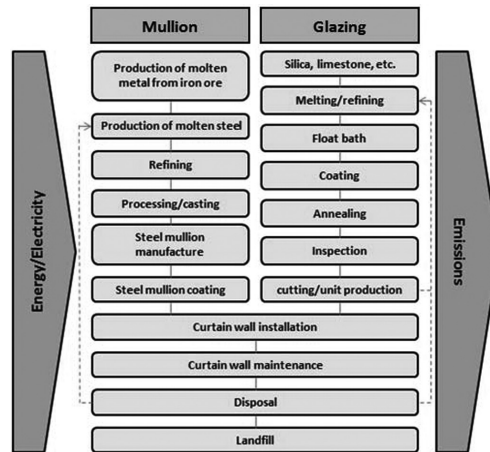 Mullion
Glazing
Production of molten
metal from iron ore
Production of molten steel
Refining
Processing/casting
Steel mullion
manufacture
Steel mullion coating
Silica, limestone, etc.
Melting/refining
Float bath
Coating
Annealing
Inspection
cutting/unit production
Curtain wall installation
Curtain wall maintenance
Disposal
Landfill
Energy/Electricity
Emissions